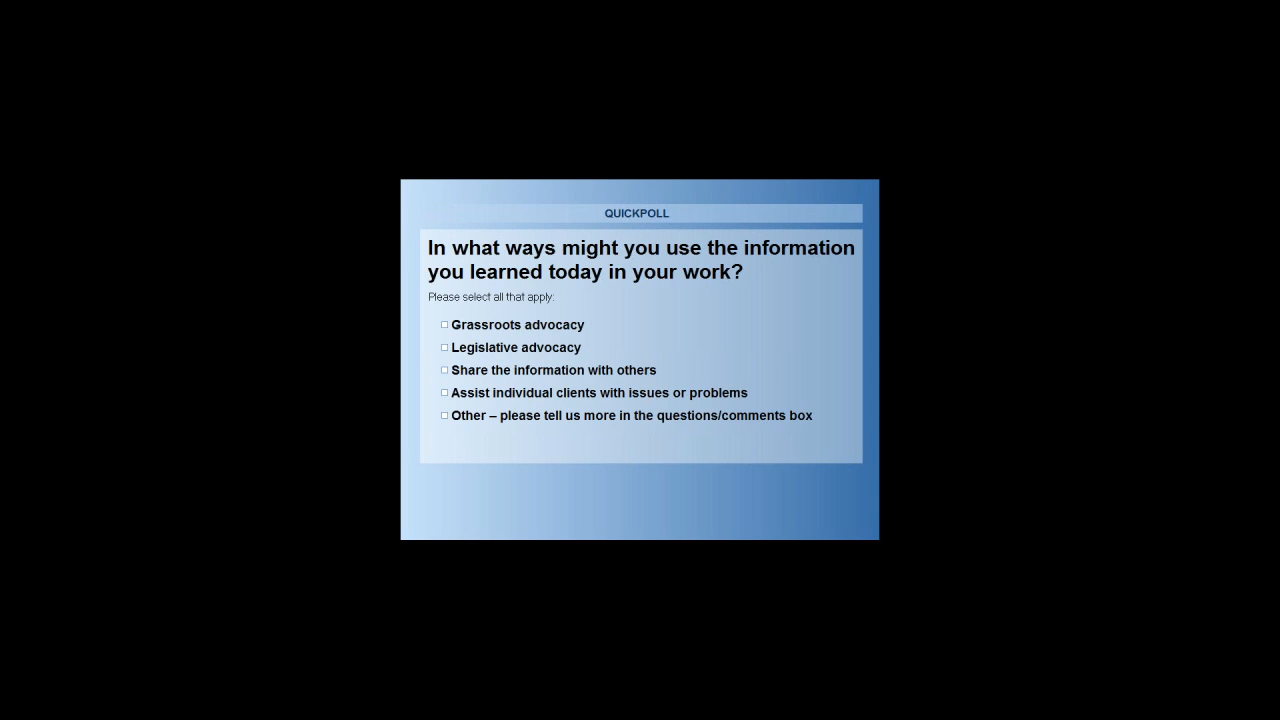 QUICKPOLL
In what ways might you use the information
you learned today in your work?
Please select all that apply:
Grassroots advocacy
Legislative advocacy
Share the information with others
Assist individual clients with issues or problems
Other – please tell us more in the questions/comments box